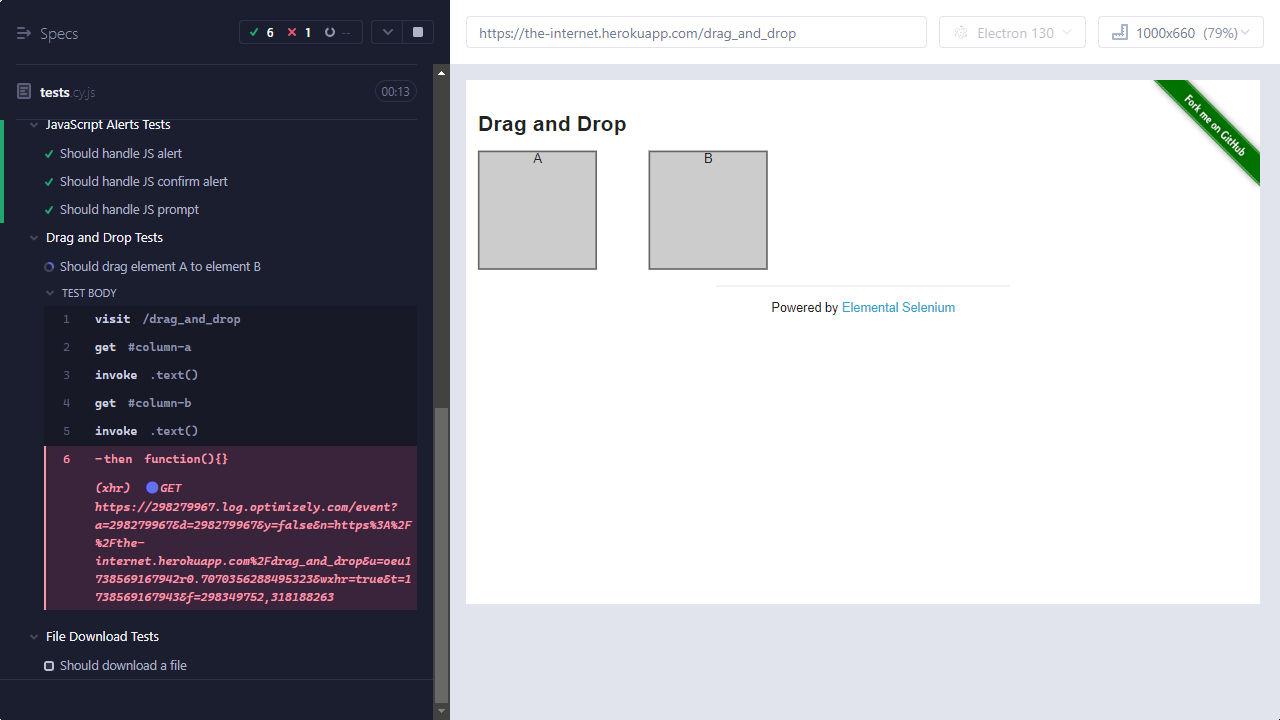 Specs
6 1 --
https://the-internet.herokuapp.com/drag_and_drop
Electron 130
1000x660 (79%)
tests.cy.js
00:13
JavaScript Alerts Tests
Should handle JS alert
Should handle JS confirm alert
Should handle JS prompt
Drag and Drop Tests
Should drag element A to element B
TEST BODY
1 visit /drag_and_drop
2 get #column-a
3 invoke .text()
4 get #column-b
5 invoke .text()
6 -then function(){}
(xhr) GET
https://298279967.log.optimizely.com/event?
a=298279967&d=298279967&y=false&n=https%3A%2F
%2Fthe-
internet.herokuapp.com%2Fdrag_and_drop&u=oeu1
738569167942r0.7070356288495323&wxhr=true&t=1
738569167943&f=298349752,318188263
File Download Tests
Should download a file
Drag and Drop
A B
Powered by Elemental Selenium
Fork me on GitHub